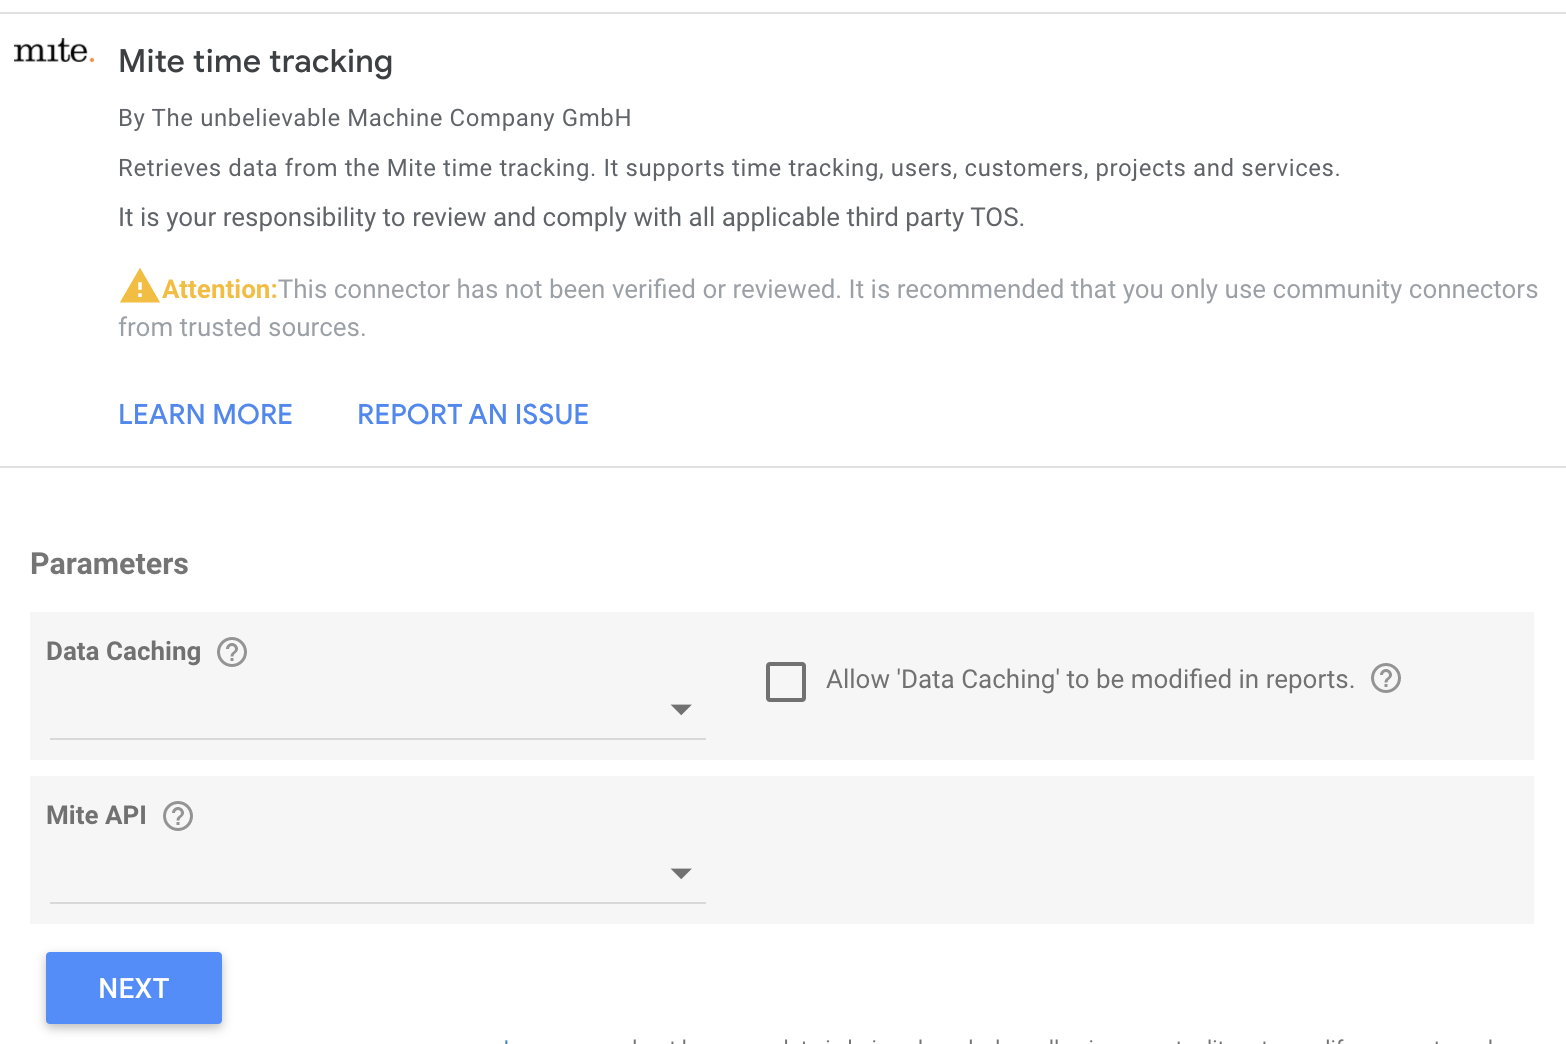 mite.
Mite time tracking
By The unbelievable Machine Company GmbH
Retrieves data from the Mite time tracking. It supports time tracking, users, customers, projects and services.
It is your responsibility to review and comply with all applicable third party TOS.
Attention:This connector has not been verified or reviewed. It is recommended that you only use community connectors
from trusted sources.
LEARN MORE REPORT AN ISSUE
Parameters
Data Caching ?
Allow 'Data Caching' to be modified in reports. ?
Mite API ?
NEXT